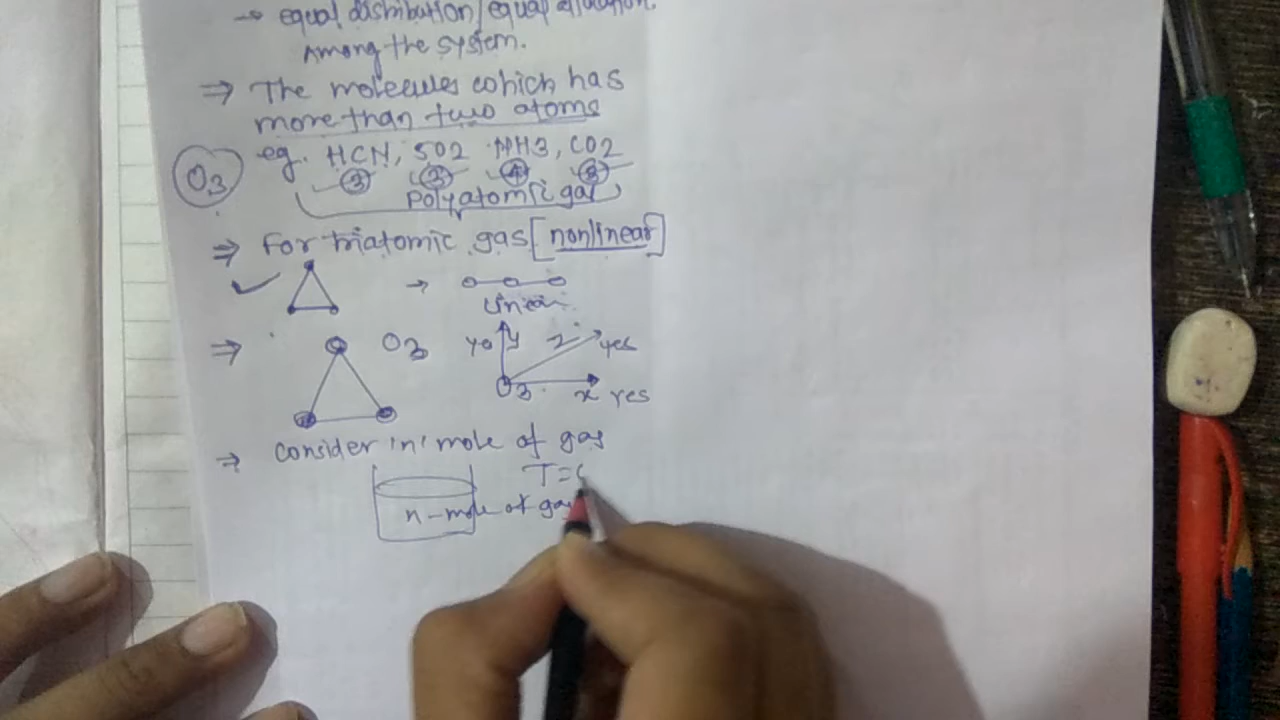 → equal distribution/equal allocation.
Among the system.
⇒ The molecules which has
more than two atoms
eg. HCN, SO2 NH3, CO2
O3 3 3 4 3
Polyatomic gas
⇒ For triatomic gas [nonlinear]
→ Linear
⇒ O3 y z yes
O3 x yes
⇒ Consider 'n' mole of gas
T=
n-mole of gas